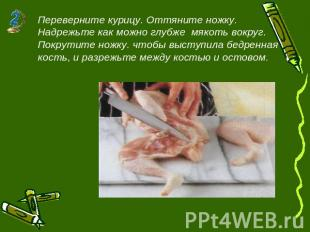 Переверните курицу. Оттяните ножку.
Надрежьте как можно глубже мякоть вокруг.
Покрутите ножку. чтобы выступила бедренная
кость, и разрежьте между костью и остовом.
PPt4WEB.ru